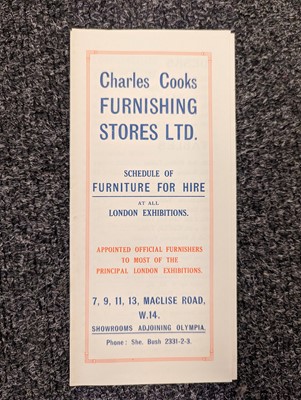 Charles Cooks
FURNISHING
STORES LTD.
SCHEDULE OF
FURNITURE FOR HIRE
AT ALL
LONDON EXHIBITIONS.
APPOINTED OFFICIAL FURNISHERS
TO MOST OF THE
PRINCIPAL LONDON EXHIBITIONS.
7, 9, 11, 13, MACLISE ROAD,
W.14.
SHOWROOMS ADJOINING OLYMPIA.
Phone: She. Bush 2331-2-3.